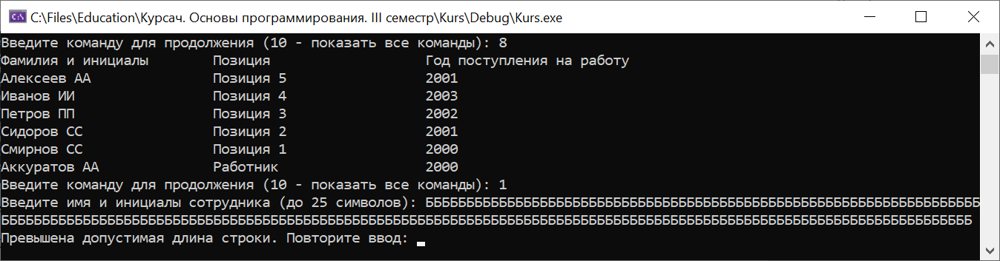 C:\Files\Education\Курсач. Основы программирования. III семестр\Kurs\Debug\Kurs.exe
Введите команду для продолжения (10 - показать все команды): 8
Фамилия и инициалы Позиция Год поступления на работу
Алексеев АА Позиция 5 2001
Иванов ИИ Позиция 4 2003
Петров ПП Позиция 3 2002
Сидоров СС Позиция 2 2001
Смирнов СС Позиция 1 2000
Аккуратов АА Работник 2000
Введите команду для продолжения (10 - показать все команды): 1
Введите имя и инициалы сотрудника (до 25 символов): ББББББББББББББББББББББББББББББББББББББББББББББББББББББББББББББББББББ
БББББББББББББББББББББББББББББББББББББББББББББББББББББББББББББББББББББББББББББББББББББББББББББББББББББББББББББББББББББББ
Превышена допустимая длина строки. Повторите ввод: